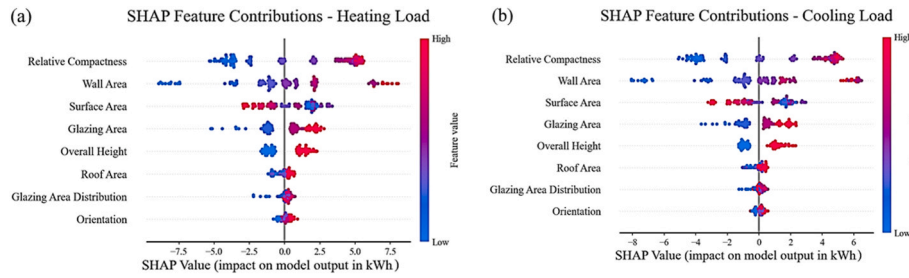 (a)
SHAP Feature Contributions - Heating Load
High
Relative Compactness
Wall Area
Surface Area
Glazing Area
Overall Height
Roof Area
Glazing Area Distribution
Orientation
Feature value
Low
-7.5 -5.0 -2.5 0.0 2.5 5.0 7.5
SHAP Value (impact on model output in kWh)
(b)
SHAP Feature Contributions - Cooling Load
High
Relative Compactness
Wall Area
Surface Area
Glazing Area
Overall Height
Roof Area
Glazing Area Distribution
Orientation
Low
-8 -6 -4 -2 0 2 4 6
SHAP Value (impact on model output in kWh)